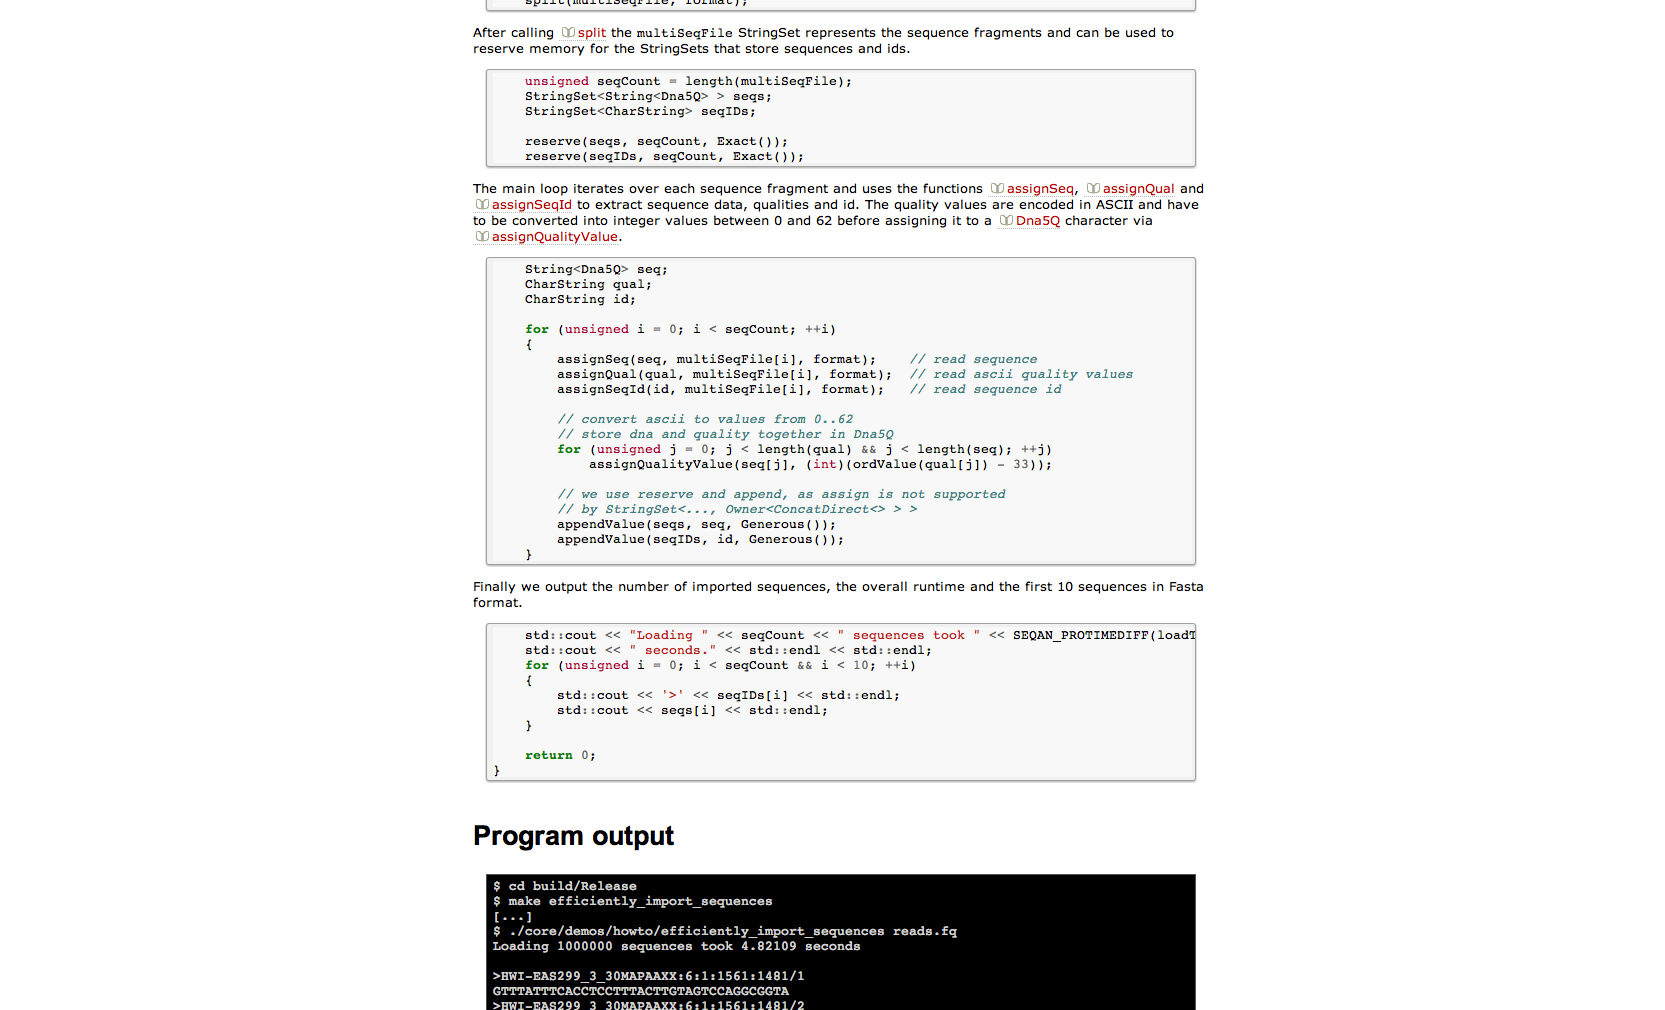 split(multiSeqFile, format);
After calling split the multiSeqFile StringSet represents the sequence fragments and can be used to
reserve memory for the StringSets that store sequences and ids.
unsigned seqCount = length(multiSeqFile);
StringSet<String<Dna5Q> > seqs;
StringSet<CharString> seqIDs;
reserve(seqs, seqCount, Exact());
reserve(seqIDs, seqCount, Exact());
The main loop iterates over each sequence fragment and uses the functions assignSeq, assignQual and
assignSeqId to extract sequence data, qualities and id. The quality values are encoded in ASCII and have
to be converted into integer values between 0 and 62 before assigning it to a Dna5Q character via
assignQualityValue.
String<Dna5Q> seq;
CharString qual;
CharString id;
for (unsigned i = 0; i < seqCount; ++i)
{
assignSeq(seq, multiSeqFile[i], format);    // read sequence
assignQual(qual, multiSeqFile[i], format);  // read ascii quality values
assignSeqId(id, multiSeqFile[i], format);   // read sequence id
// convert ascii to values from 0..62
// store dna and quality together in Dna5Q
for (unsigned j = 0; j < length(qual) && j < length(seq); ++j)
assignQualityValue(seq[j], (int)(ordValue(qual[j]) - 33));
// we use reserve and append, as assign is not supported
// by StringSet<..., Owner<ConcatDirect<> > >
appendValue(seqs, seq, Generous());
appendValue(seqIDs, id, Generous());
}
Finally we output the number of imported sequences, the overall runtime and the first 10 sequences in Fasta
format.
std::cout << "Loading " << seqCount << " sequences took " << SEQAN_PROTIMEDIFF(loadT
std::cout << " seconds." << std::endl << std::endl;
for (unsigned i = 0; i < seqCount && i < 10; ++i)
{
std::cout << '>' << seqIDs[i] << std::endl;
std::cout << seqs[i] << std::endl;
}
return 0;
}
Program output
$ cd build/Release
$ make efficiently_import_sequences
[...]
$ ./core/demos/howto/efficiently_import_sequences reads.fq
Loading 1000000 sequences took 4.82109 seconds
>HWI-EAS299_3_30MAPAAXX:6:1:1561:1481/1
GTTTATTTCACCTCCTTTACTTGTAGTCCAGGCGGTA
>HWI-EAS299_3_30MAPAAXX:6:1:1561:1481/2